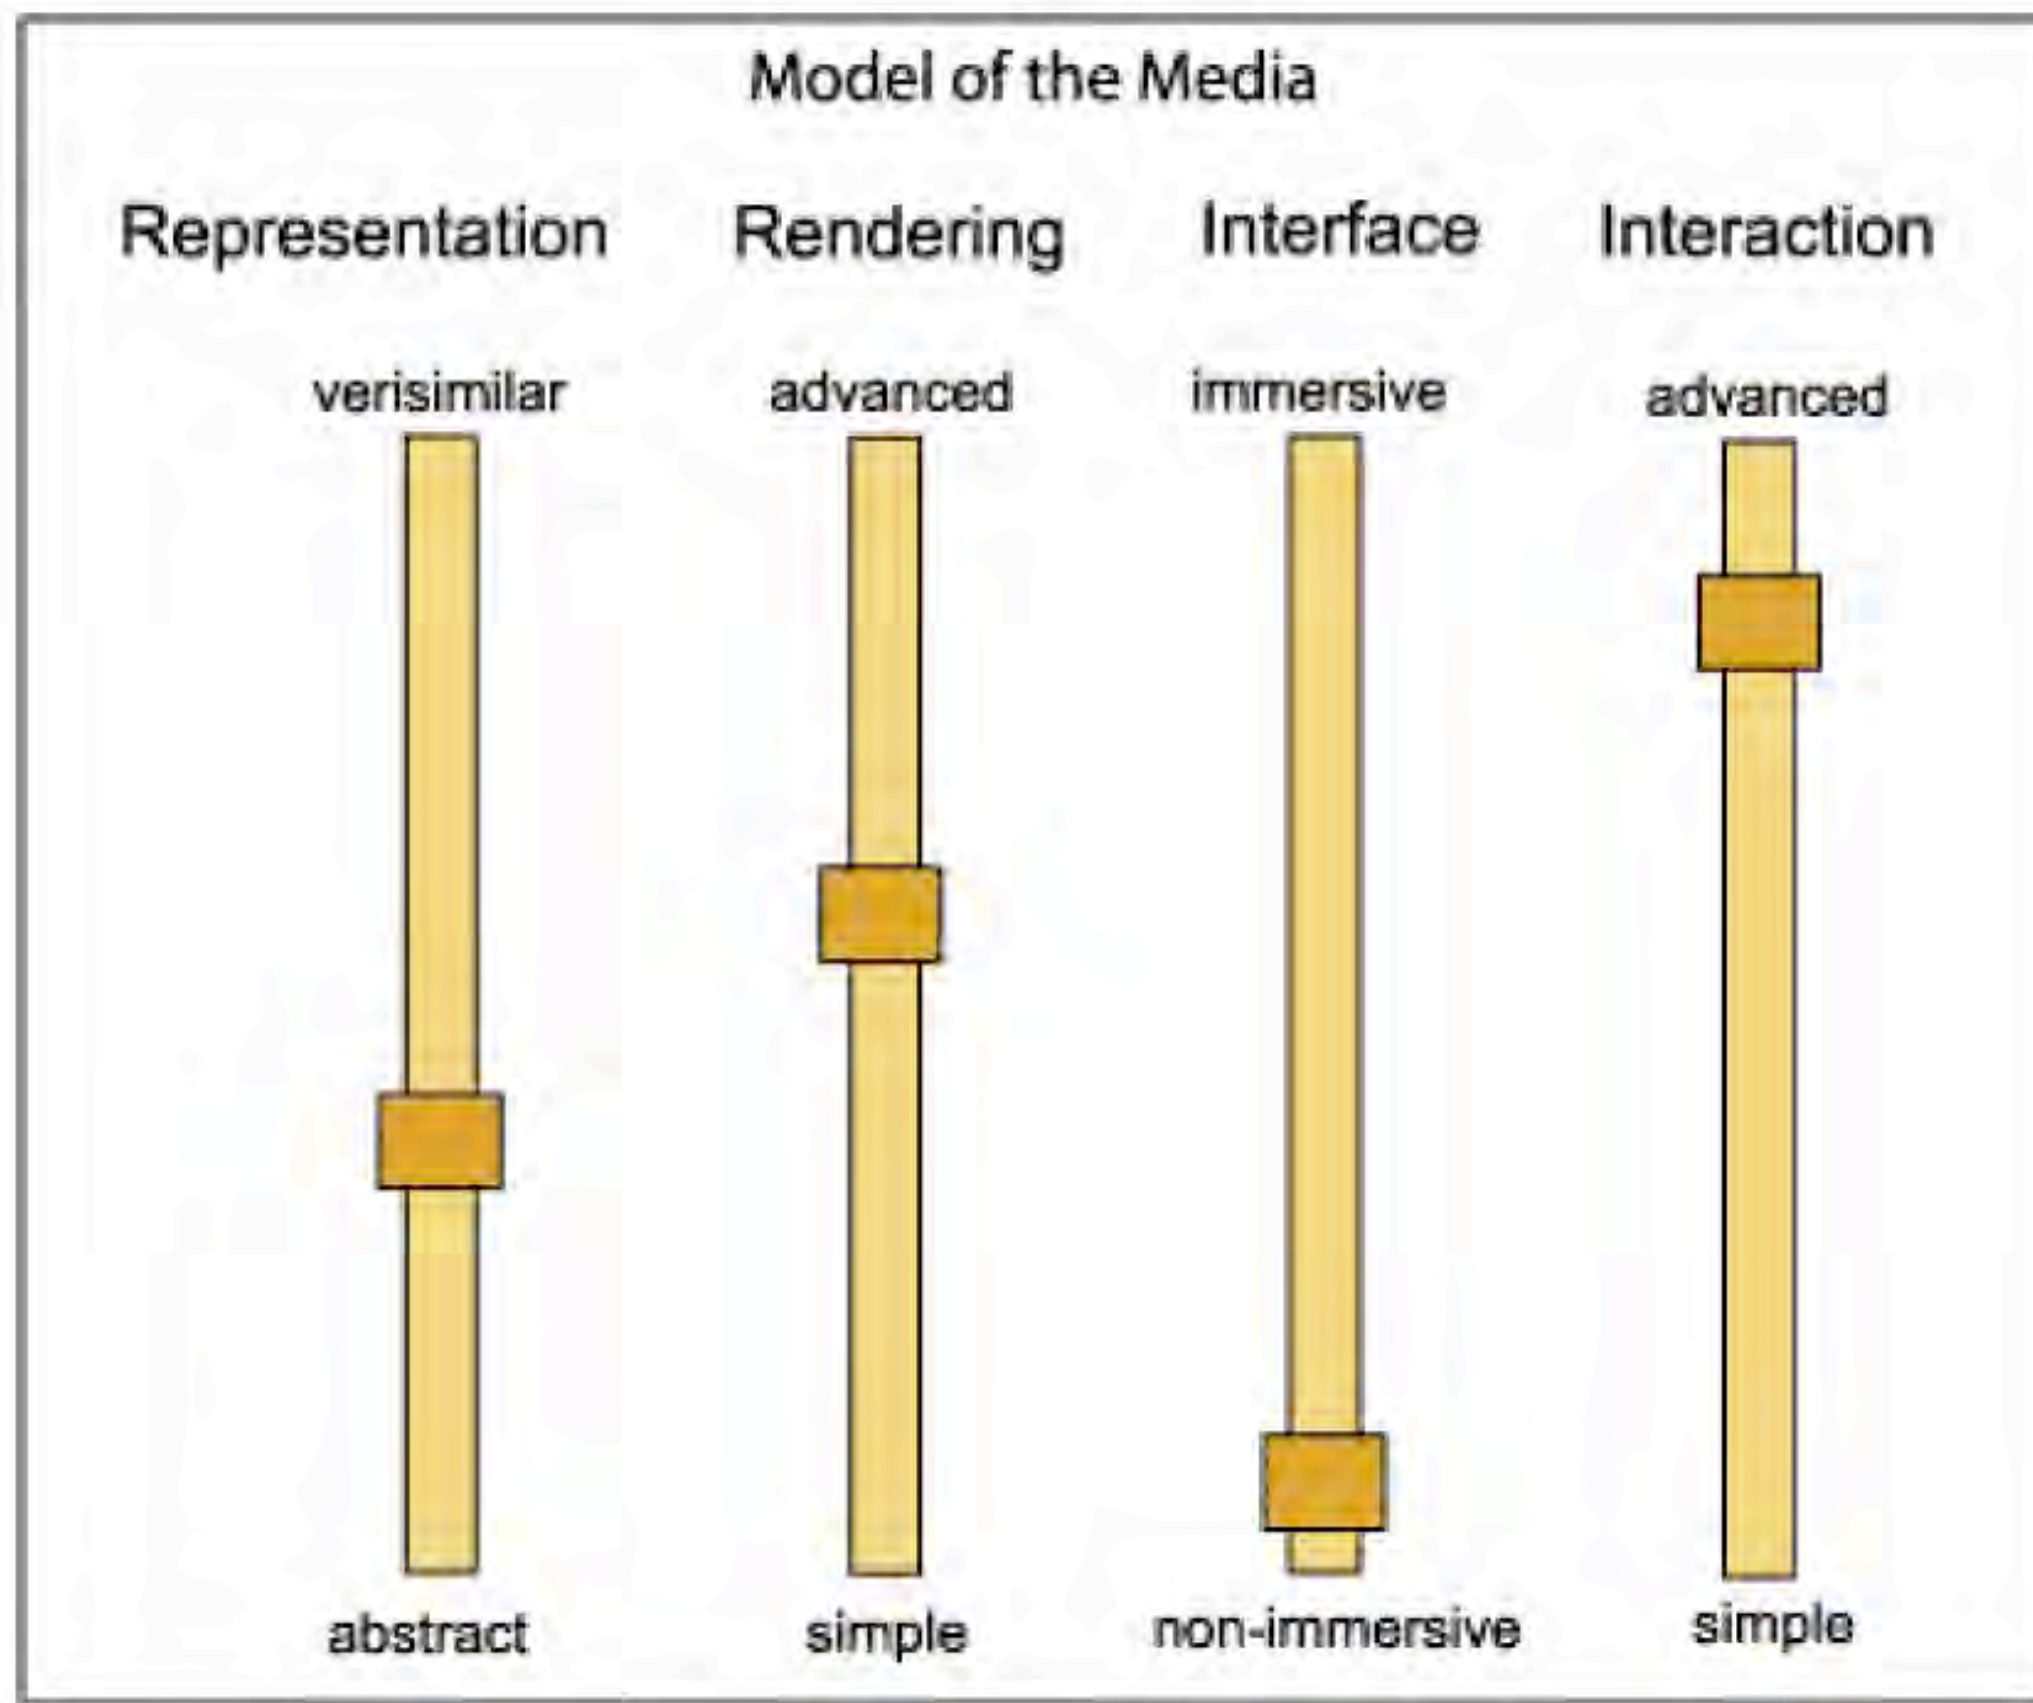 Model of the Media
Representation Rendering Interface Interaction
verisimilar advanced immersive advanced
abstract simple non-immersive simple